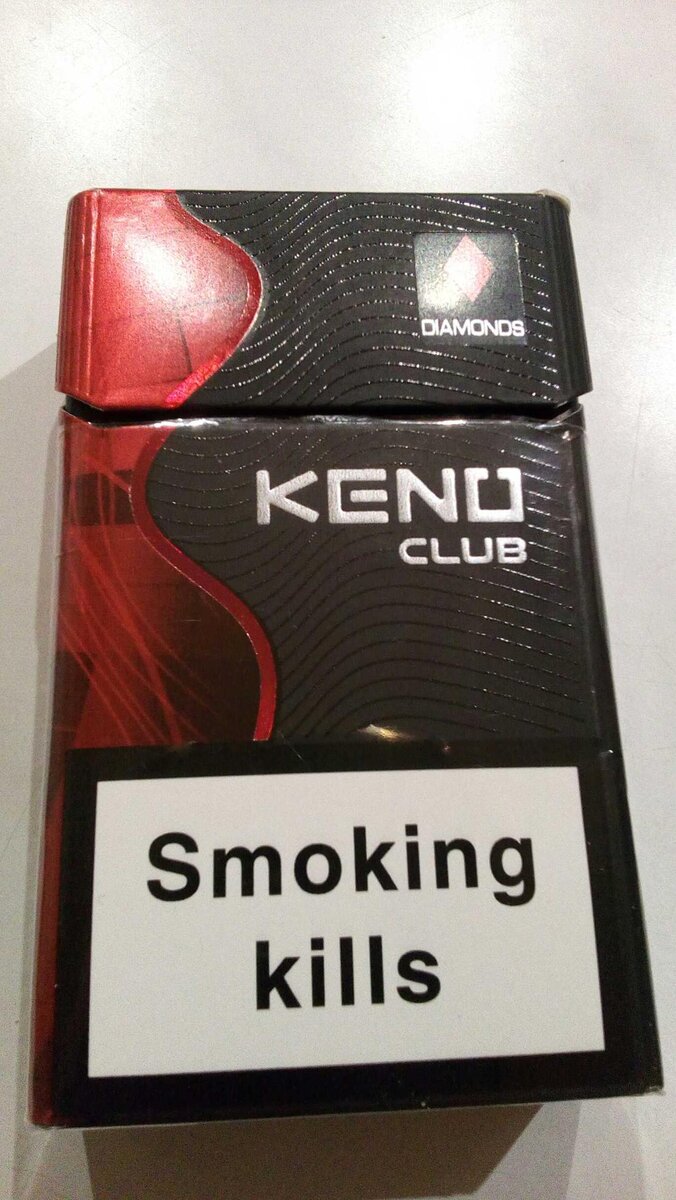 DIAMONDS
KENO
CLUB
Smoking
kills